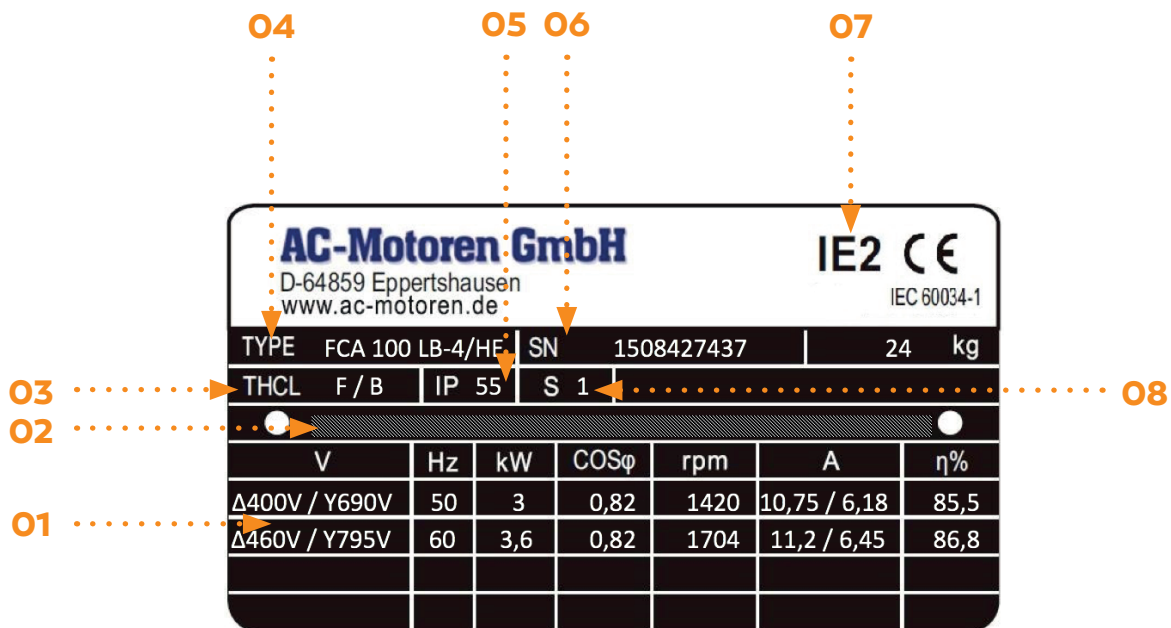 04 05 06 07
AC-Motoren GmbH
D-64859 Eppertshausen
www.ac-motoren.de
IE2 CE
IEC 60034-1
TYPE FCA 100 LB-4/HE SN 1508427437 24 kg
03 THCL F / B IP 55 S 1 08
02
V Hz kW COSφ rpm A η%
Δ400V / Y690V 50 3 0,82 1420 10,75 / 6,18 85,5
01
Δ460V / Y795V 60 3,6 0,82 1704 11,2 / 6,45 86,8